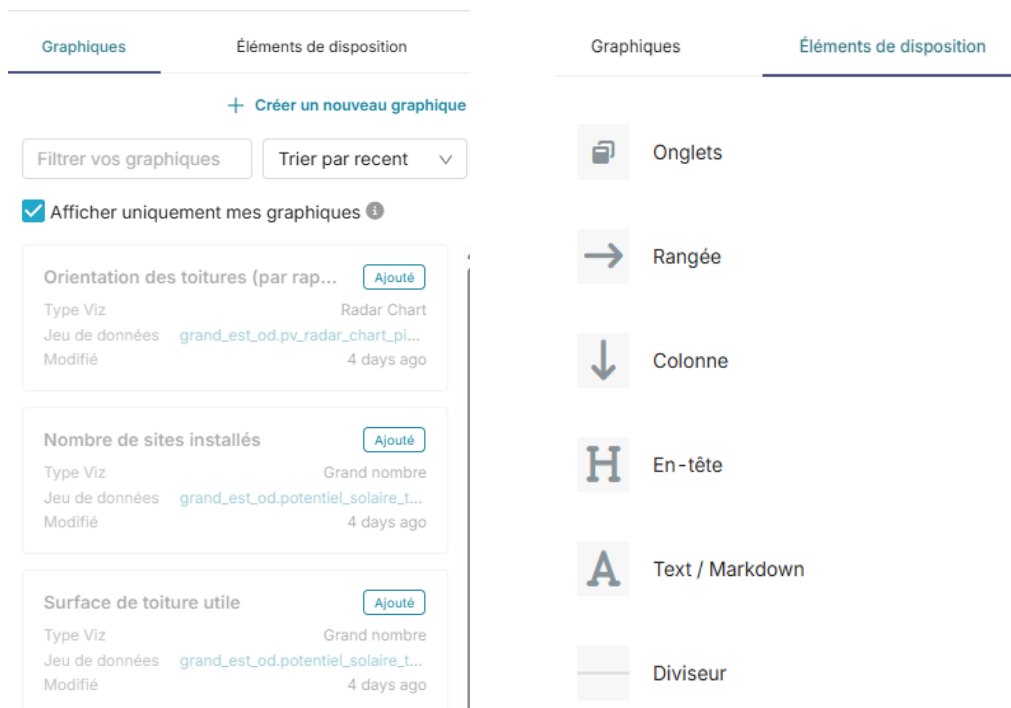 Graphiques Éléments de disposition
+ Créer un nouveau graphique
Filtrer vos graphiques Trier par recent
Afficher uniquement mes graphiques
Orientation des toitures (par rap... Ajouté
Type Viz Radar Chart
Jeu de données grand_est_od.pv_radar_chart_pi...
Modifié 4 days ago
Nombre de sites installés Ajouté
Type Viz Grand nombre
Jeu de données grand_est_od.potentiel_solaire_t...
Modifié 4 days ago
Surface de toiture utile Ajouté
Type Viz Grand nombre
Jeu de données grand_est_od.potentiel_solaire_t...
Modifié 4 days ago
Graphiques Éléments de disposition
Onglets
Rangée
Colonne
H En-tête
A Text / Markdown
Diviseur